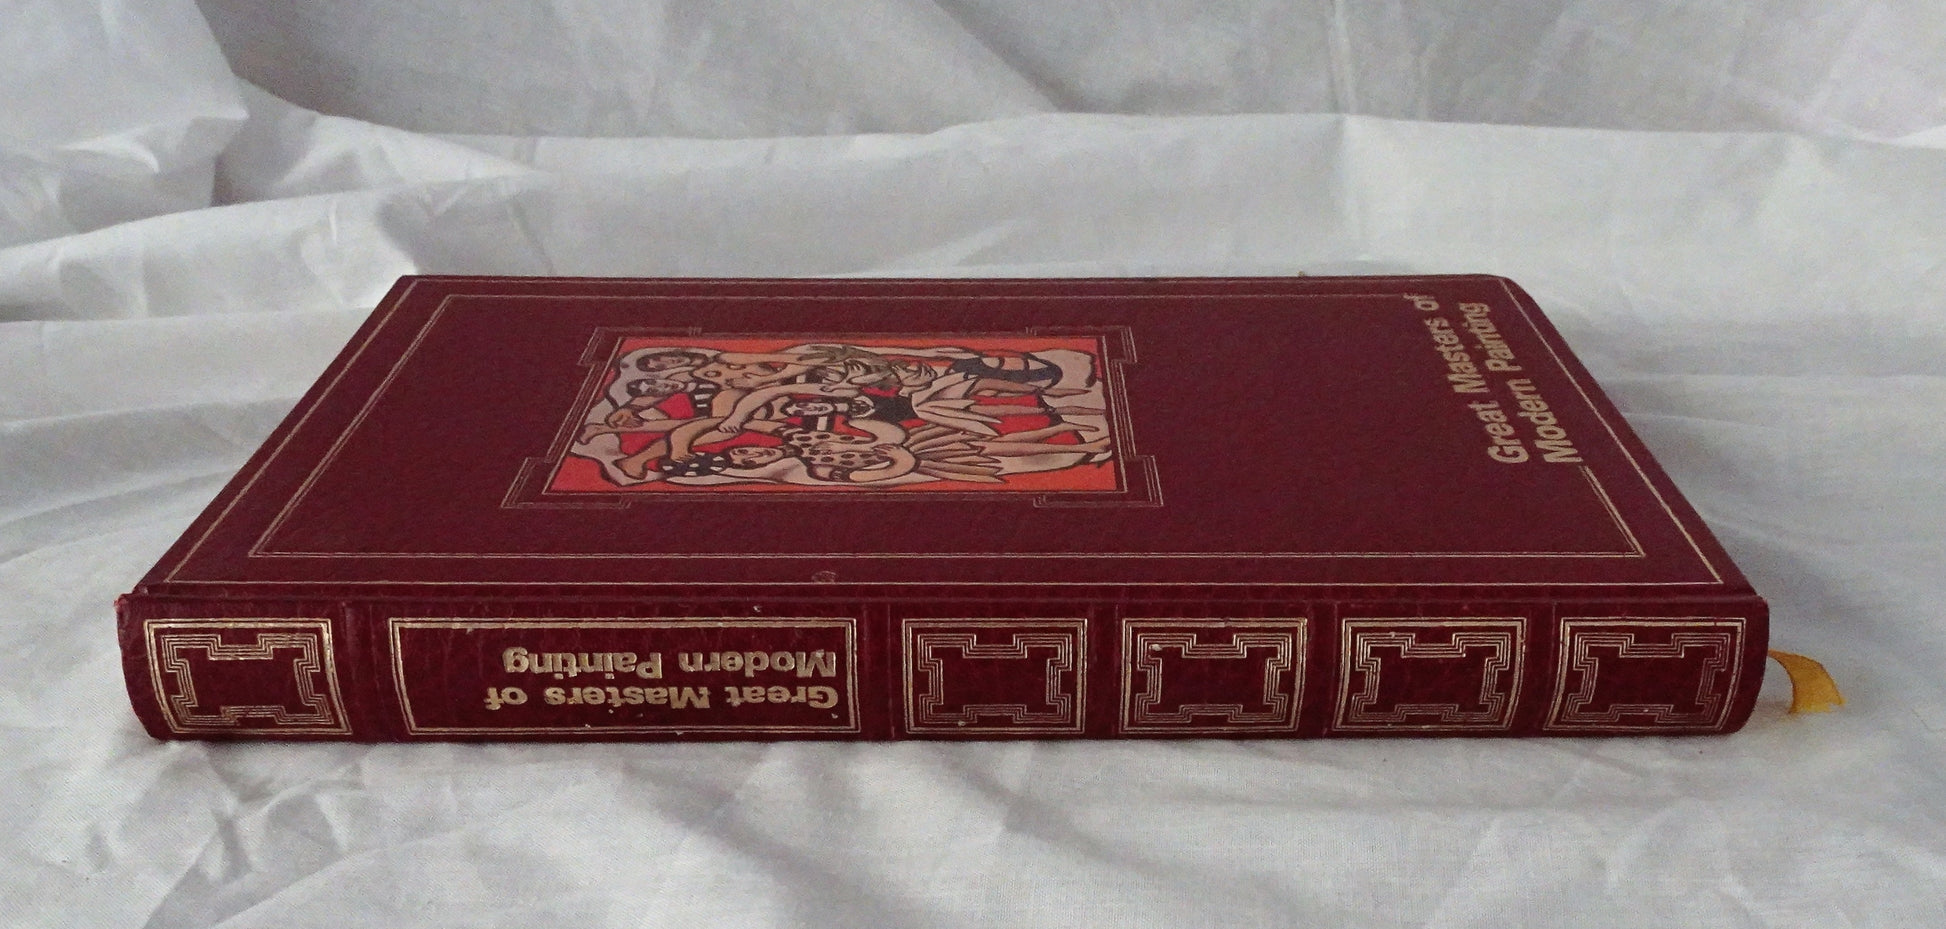 Great Masters of
Modern Painting
Great Masters of
Modern Painting